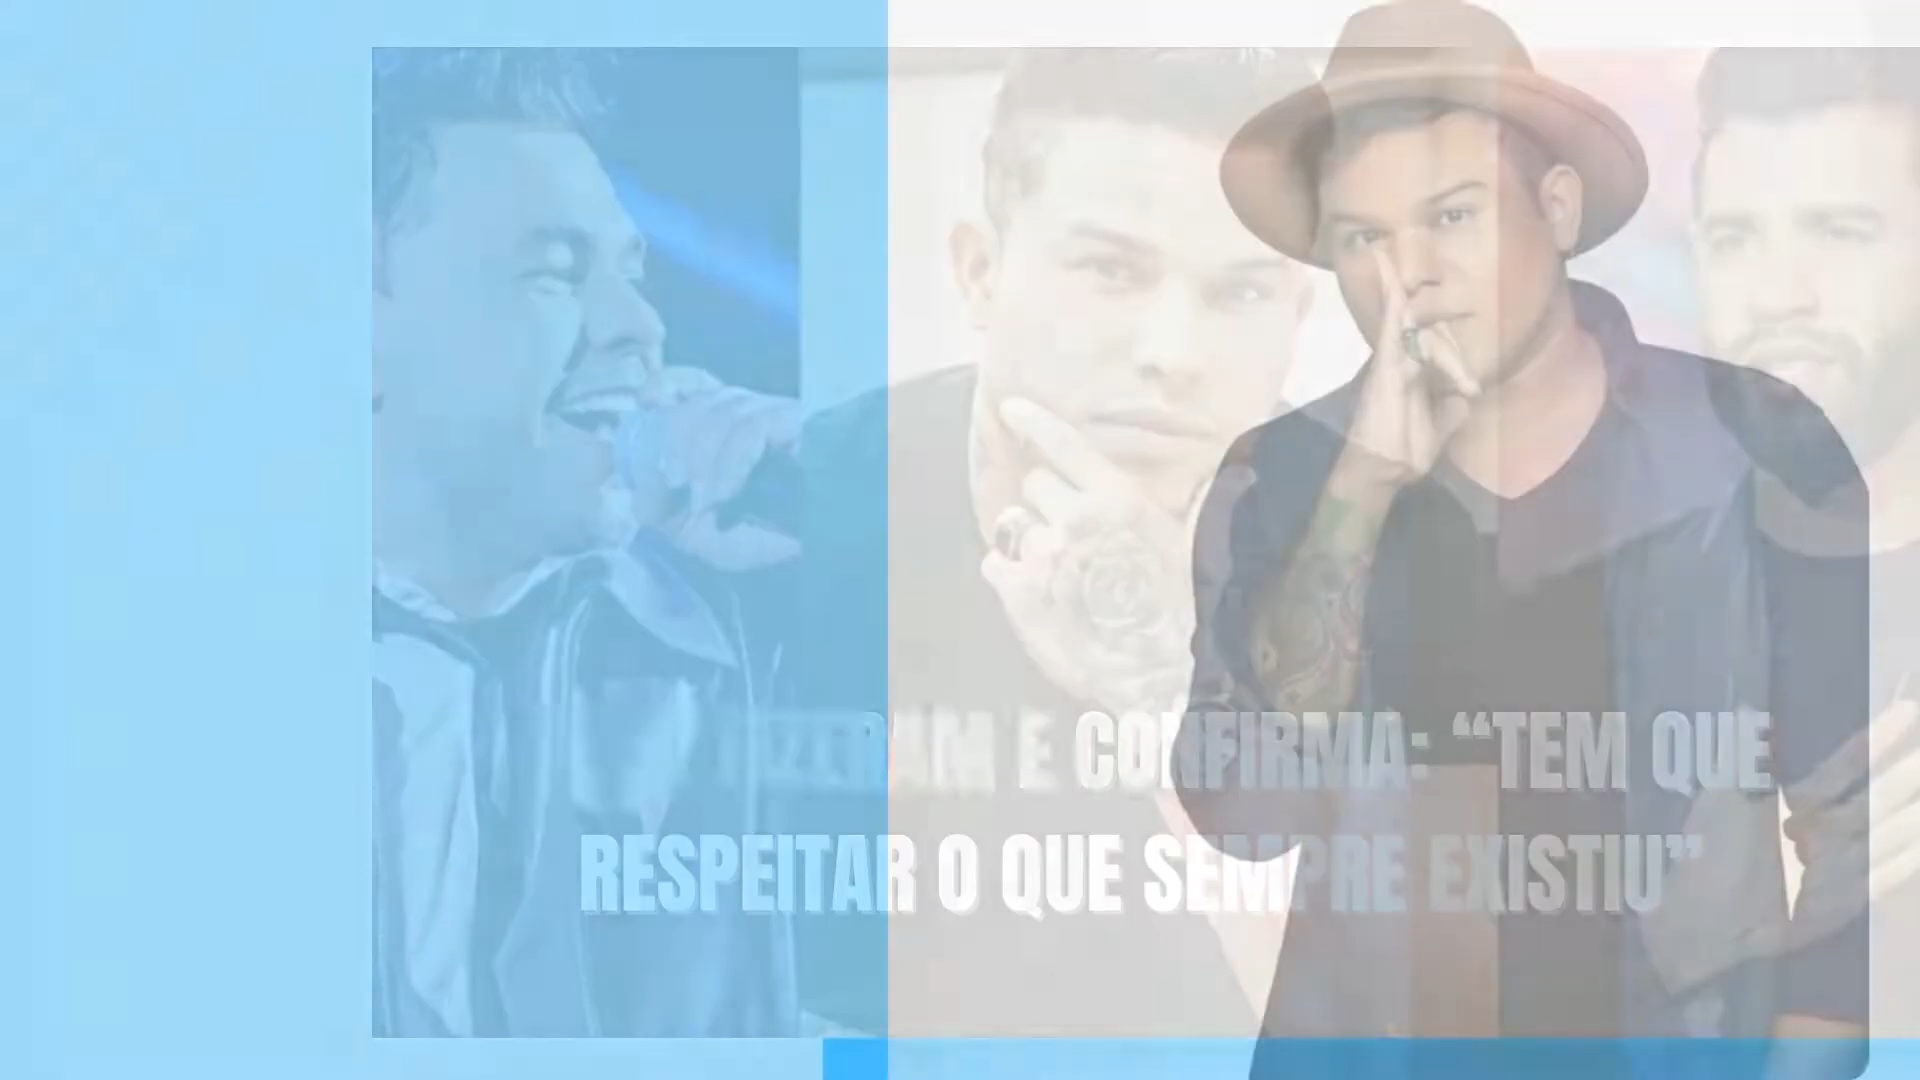 E CONFIRMA: “TEM QUE
RESPEITAR O QUE SEMPRE EXISTIU”